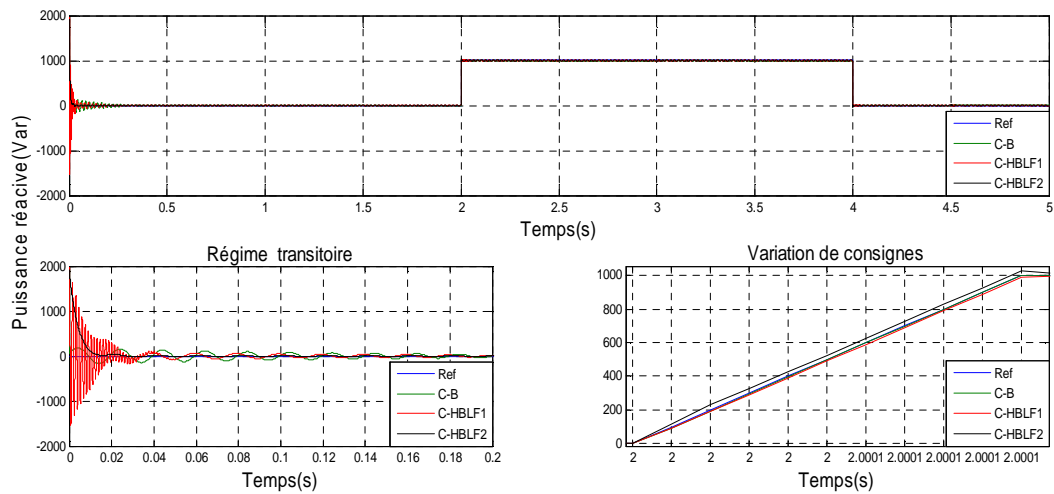 Puissance réacive(Var)
2000
1000
0
-1000
-2000
0 0.5 1 1.5 2 2.5 3 3.5 4 4.5 5
Temps(s)
Ref
C-B
C-HBLF1
C-HBLF2
Régime transitoire
2000
1000
0
-1000
-2000
0 0.02 0.04 0.06 0.08 0.1 0.12 0.14 0.16 0.18 0.2
Temps(s)
Ref
C-B
C-HBLF1
C-HBLF2
Variation de consignes
1000
800
600
400
200
0
2 2 2 2 2 2 2.0001 2.0001 2.0001 2.0001 2.0001
Temps(s)
Ref
C-B
C-HBLF1
C-HBLF2